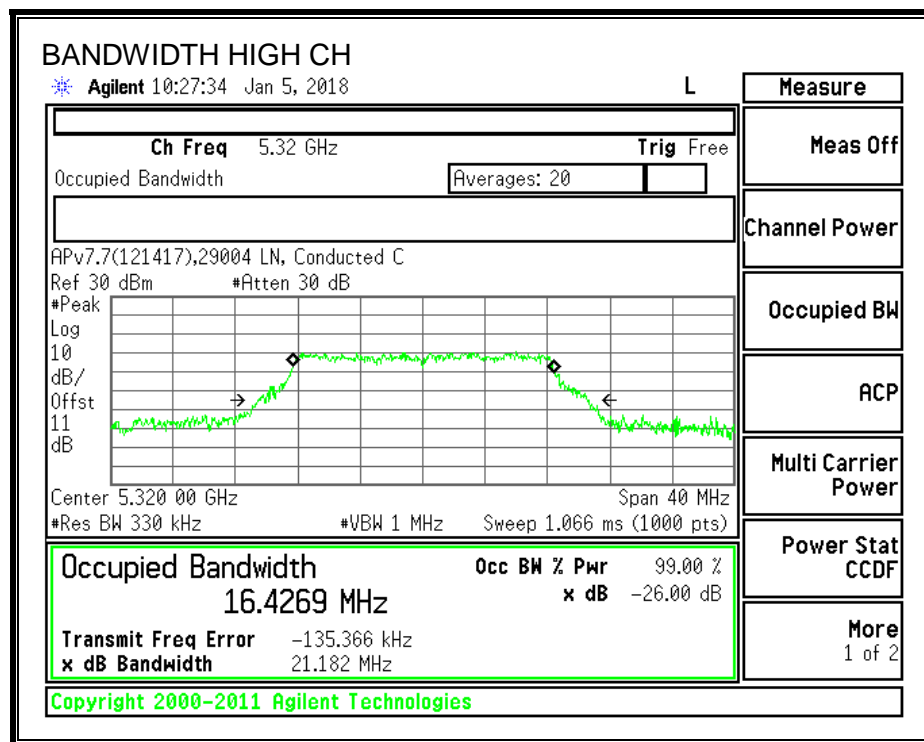 BANDWIDTH HIGH CH
Agilent 10:27:34 Jan 5, 2018 L
Measure
Ch Freq 5.32 GHz Trig Free
Occupied Bandwidth Averages: 20
APv7.7(121417),29004 LN, Conducted C
Ref 30 dBm #Atten 30 dB
#Peak
Log
10
dB/
Offst
11
dB
Center 5.320 00 GHz Span 40 MHz
#Res BW 330 kHz #VBW 1 MHz Sweep 1.066 ms (1000 pts)
Occupied Bandwidth Occ BW % Pwr 99.00 %
16.4269 MHz x dB -26.00 dB
Transmit Freq Error -135.366 kHz
x dB Bandwidth 21.182 MHz
Copyright 2000-2011 Agilent Technologies
Meas Off
Channel Power
Occupied BW
ACP
Multi Carrier
Power
Power Stat
CCDF
More
1 of 2